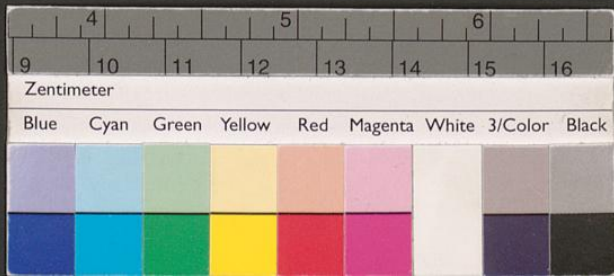 4 5 6
9 10 11 12 13 14 15 16
Zentimeter
Blue Cyan Green Yellow Red Magenta White 3/Color Black